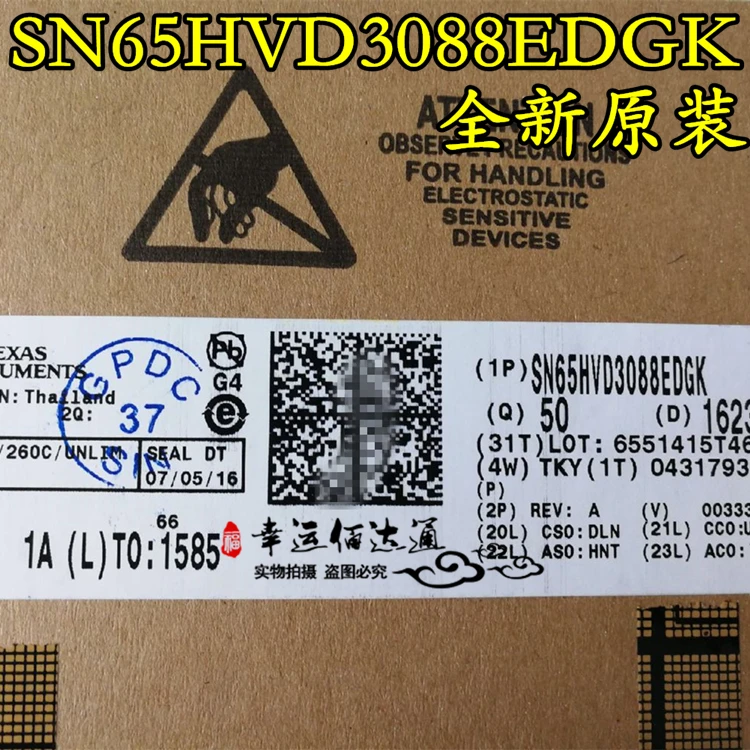 SN65HVD3088EDGK
全新原装
OBSERVE PRECAUTIONS
FOR HANDLING
ELECTROSTATIC
SENSITIVE
DEVICES
EXAS
UMENTS
N: Thailand
2Q:
GPDC
37
SIN
Pb
G4
e
/260C/UNLIM
SEAL DT
07/05/16
66
1A (L)TO:1585
(1P)SN65HVD3088EDGK
(Q) 50 (D) 1623
(31T)LOT: 6551415T46
(4W) TKY(1T) 0431793
(P)
(2P) REV: A (V) 00333
(20L) CSO:DLN (21L) CCO:U
(22L) ASO:HNT (23L) ACO:
福
幸运佰达通
实物拍摄 盗图必究